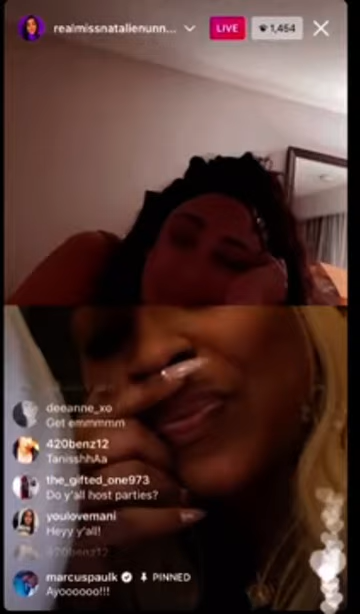 realmissnatalienunn...
LIVE
1,454
deeanne_xo
Get emmmmm
420benz12
TanisshhAa
the_gifted_one973
Do y'all host parties?
youlovemani
Heyy y'all!
420benz12
marcuspaulk PINNED
Ayoooooo!!!